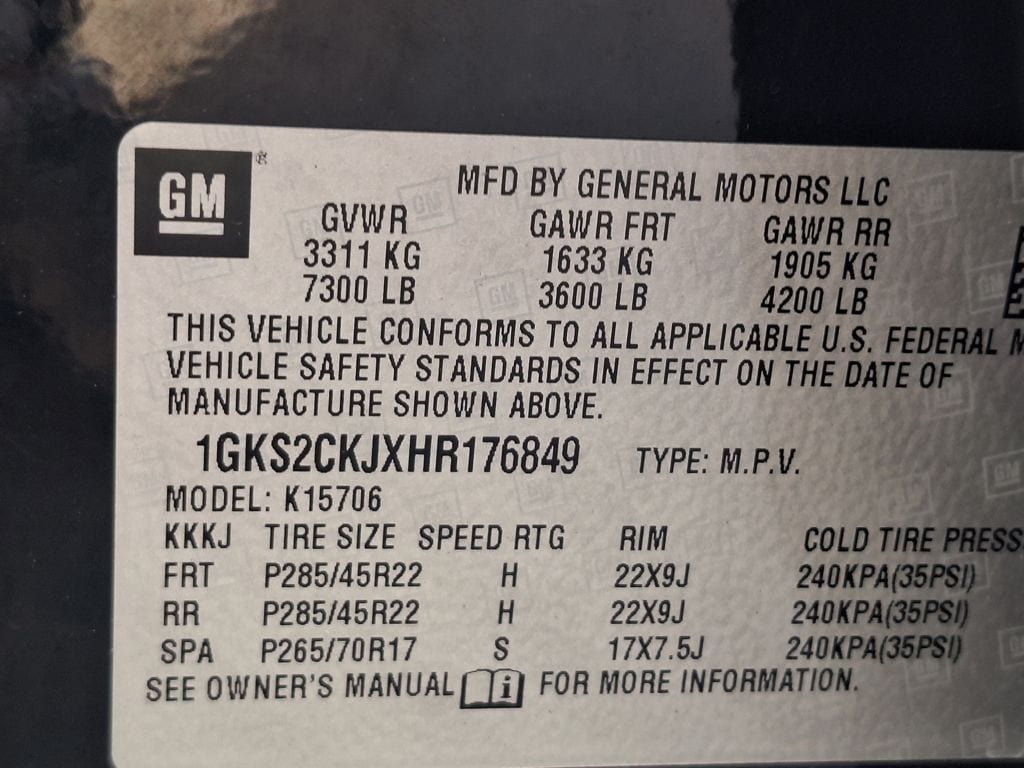 GM ®
MFD BY GENERAL MOTORS LLC
GVWR GAWR FRT GAWR RR
3311 KG 1633 KG 1905 KG
7300 LB 3600 LB 4200 LB
THIS VEHICLE CONFORMS TO ALL APPLICABLE U.S. FEDERAL M
VEHICLE SAFETY STANDARDS IN EFFECT ON THE DATE OF
MANUFACTURE SHOWN ABOVE.
1GKS2CKJXHR176849 TYPE: M.P.V.
MODEL: K15706
KKKJ TIRE SIZE SPEED RTG RIM COLD TIRE PRESS
FRT P285/45R22 H 22X9J 240KPA(35PSI)
RR P285/45R22 H 22X9J 240KPA(35PSI)
SPA P265/70R17 S 17X7.5J 240KPA(35PSI)
SEE OWNER'S MANUAL i FOR MORE INFORMATION.